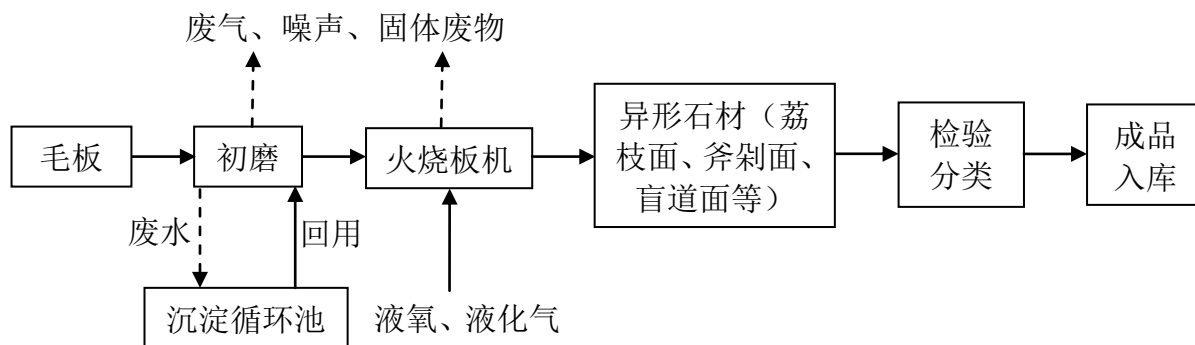 废气、噪声、固体废物
毛板
初磨
火烧板机
异形石材（荔
枝面、斧剁面、
盲道面等）
检验
分类
成品
入库
废水
回用
沉淀循环池
液氧、液化气